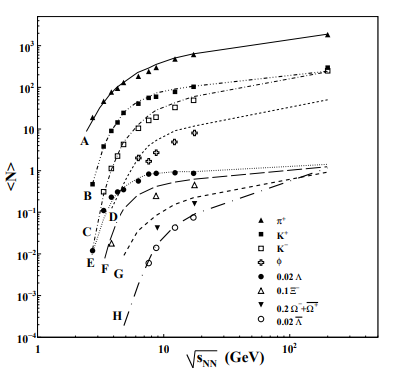 <N>
10³
10²
10
1
10⁻¹
10⁻²
10⁻³
10⁻⁴
A
B
C
D
E
F
G
H
π⁺
K⁺
K⁻
ϕ
0.02 Λ
0.1 Ξ⁻
0.2 Ω⁻+Ω̅⁺
0.02 Λ̅
1
10
10²
√sNN (GeV)